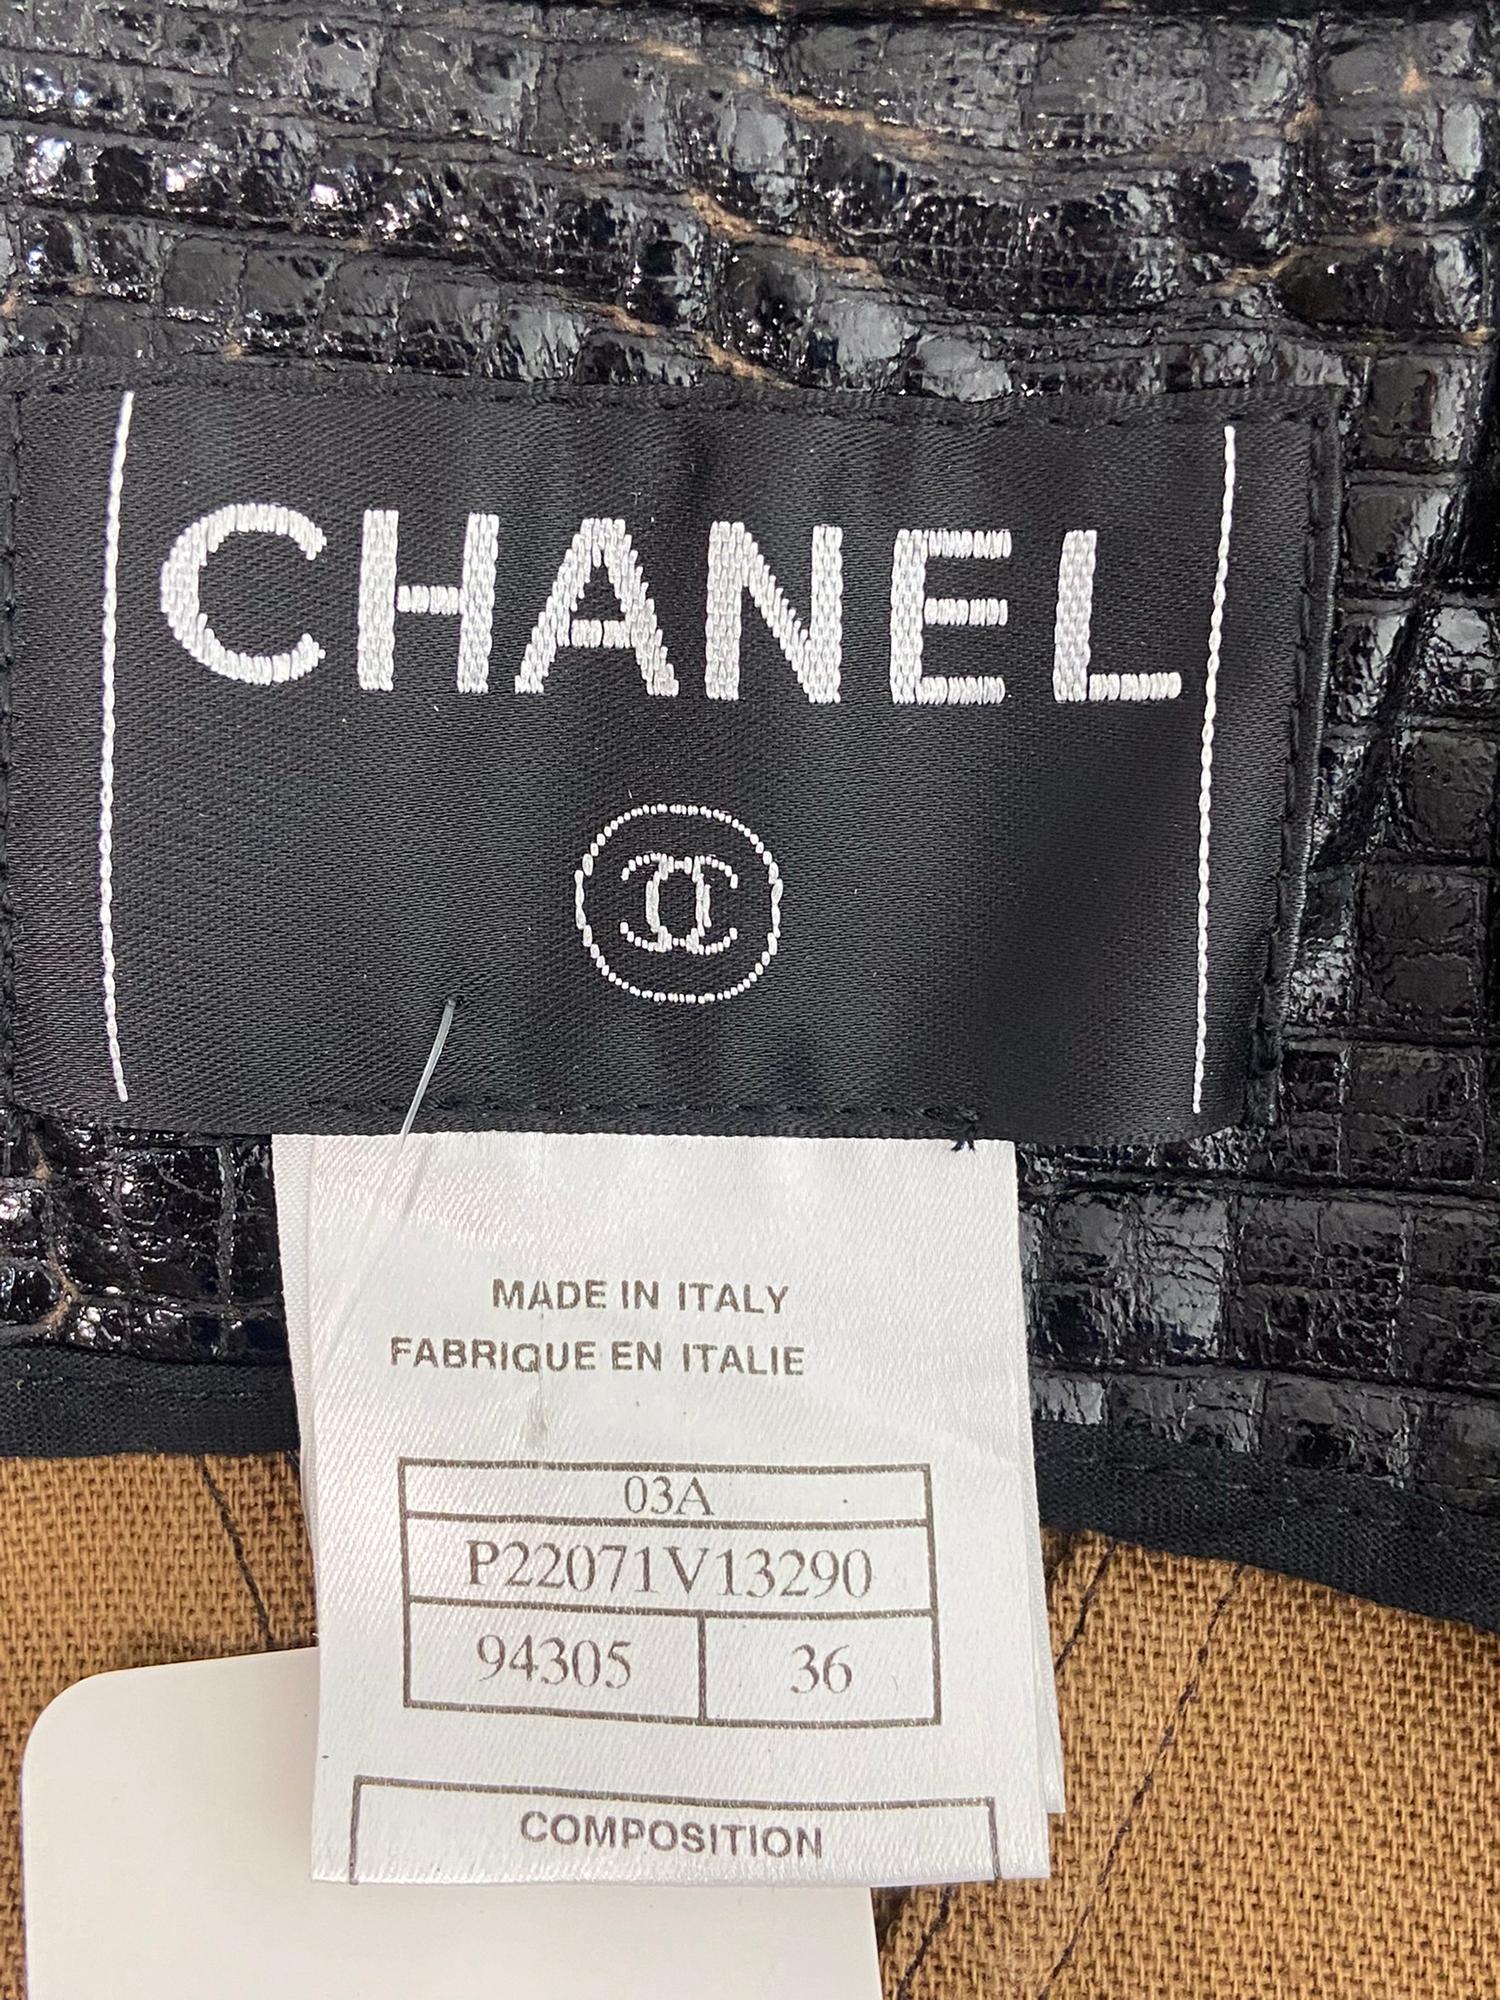 CHANEL
MADE IN ITALY
FABRIQUE EN ITALIE
03A
P22071V13290
94305 36
COMPOSITION